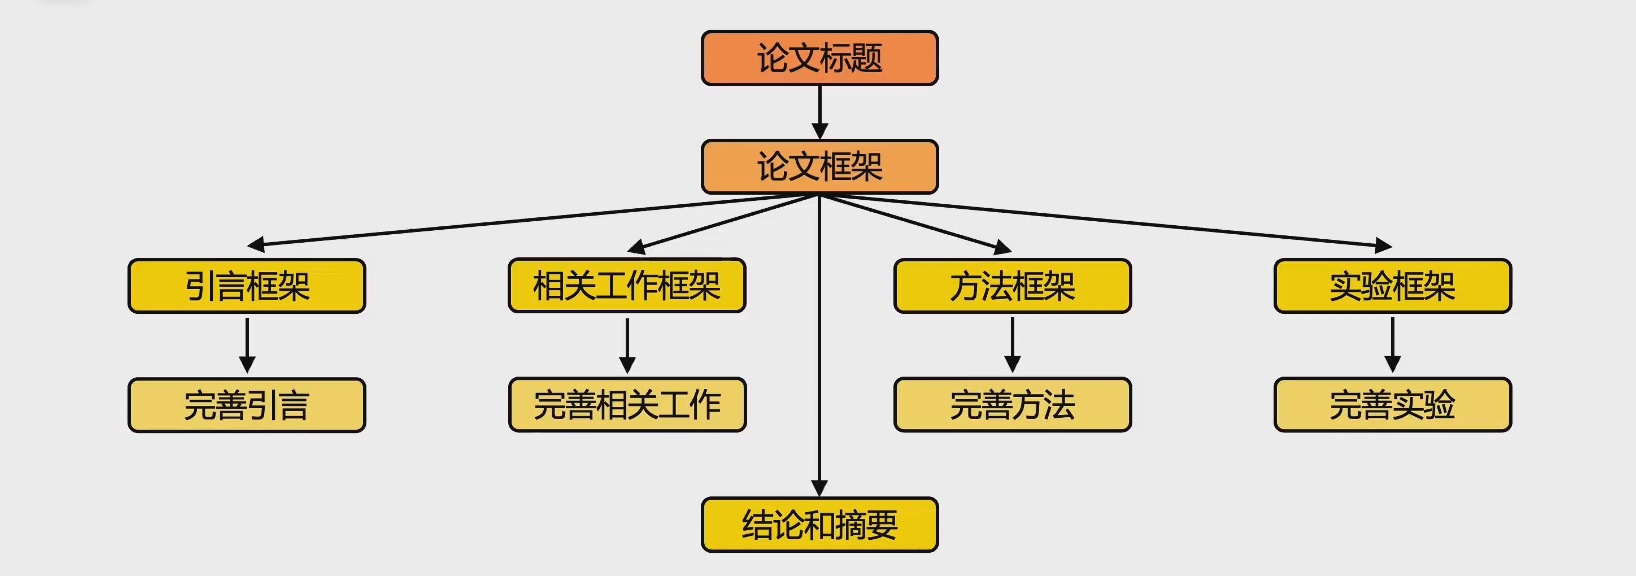 论文标题
论文框架
引言框架
相关工作框架
方法框架
实验框架
完善引言
完善相关工作
完善方法
完善实验
结论和摘要